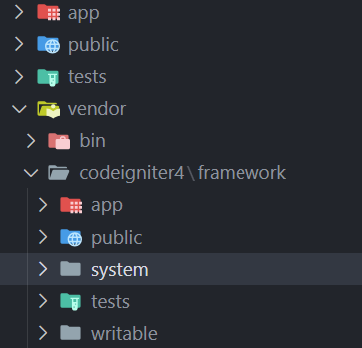 app
public
tests
vendor
bin
codeigniter4\framework
app
public
system
tests
writable